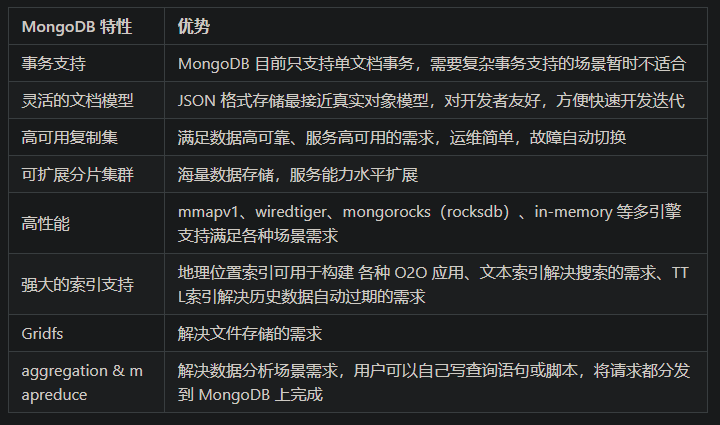 MongoDB 特性 优势
事务支持 MongoDB 目前只支持单文档事务，需要复杂事务支持的场景暂时不适合
灵活的文档模型 JSON 格式存储最接近真实对象模型，对开发者友好，方便快速开发迭代
高可用复制集 满足数据高可靠、服务高可用的需求，运维简单，故障自动切换
可扩展分片集群 海量数据存储，服务能力水平扩展
高性能 mmapv1、wiredtiger、mongorocks（rocksdb）、in-memory 等多引擎
支持满足各种场景需求
强大的索引支持 地理位置索引可用于构建 各种 O2O 应用、文本索引解决搜索的需求、TT
L索引解决历史数据自动过期的需求
Gridfs 解决文件存储的需求
aggregation & m
apreduce
解决数据分析场景需求，用户可以自己写查询语句或脚本，将请求都分发
到 MongoDB 上完成